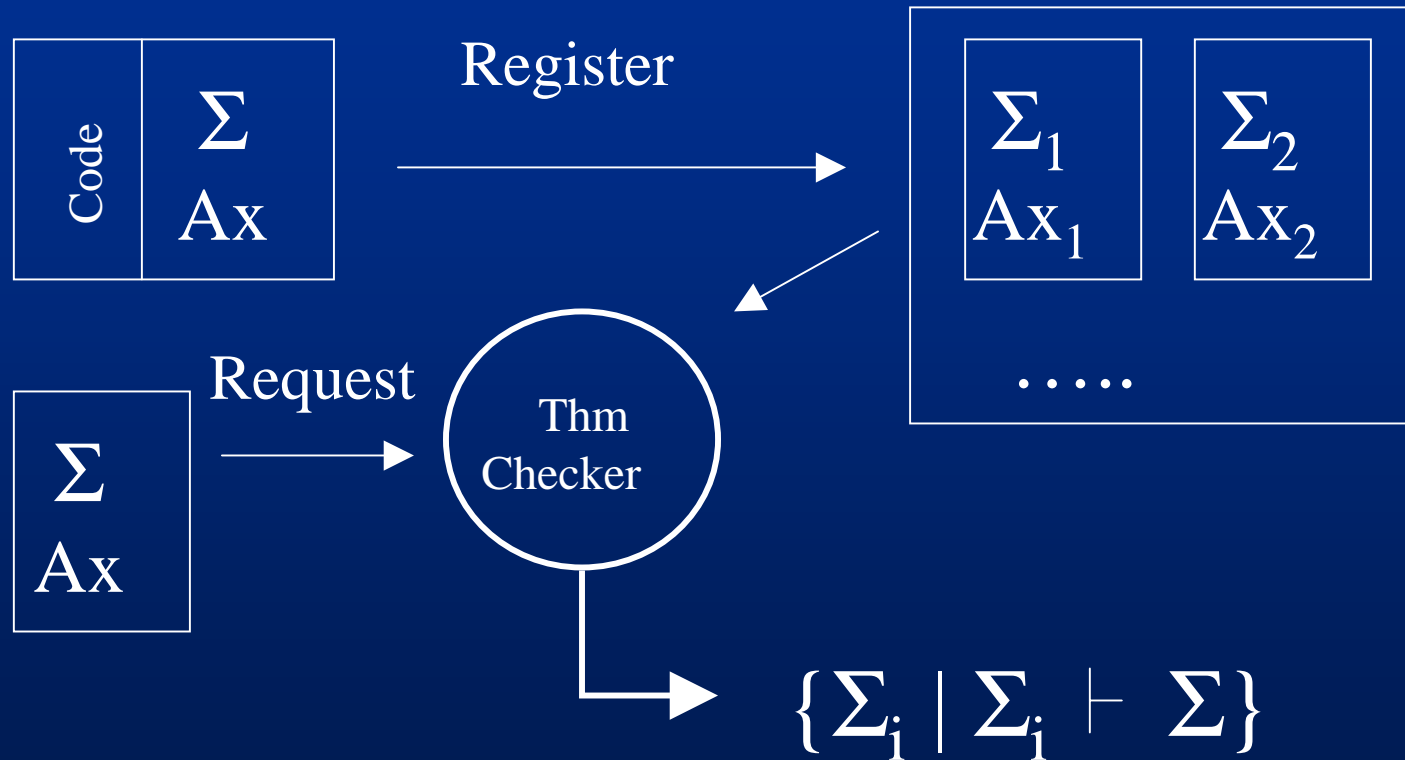 Register
Code
Σ
Ax
Σ₁
Ax₁
Σ₂
Ax₂
.....
Request
Σ
Ax
Thm
Checker
{Σᵢ | Σᵢ ⊢ Σ}